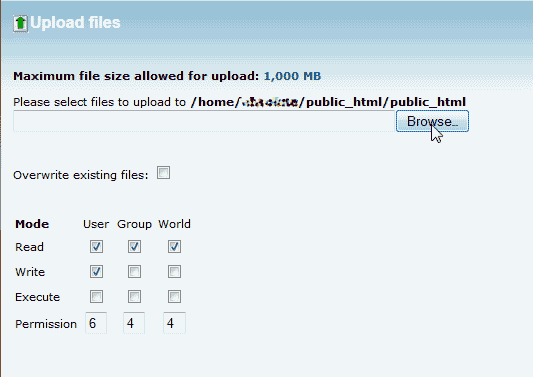 Upload files
Maximum file size allowed for upload: 1,000 MB
Please select files to upload to /home/ /public_html/public_html
Browse...
Overwrite existing files:
Mode User Group World
Read
Write
Execute
Permission 6 4 4